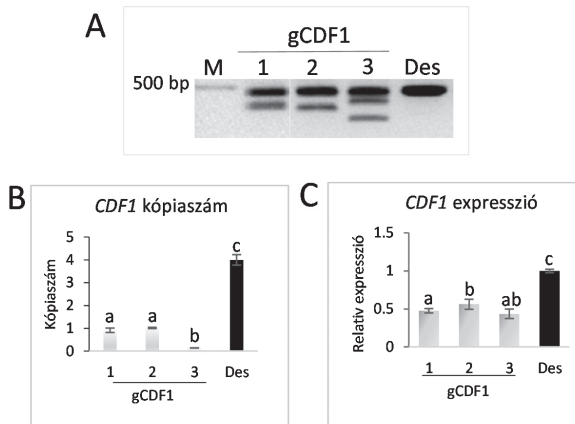 A
gCDF1
M 1 2 3 Des
500 bp
B
CDF1 kópiaszám
Kópiaszám
5
4
3
2
1
0
a a b c
1 2 3 Des
gCDF1
C
CDF1 expresszió
Relatív expresszió
1.5
1
0.5
0
a b ab c
1 2 3 Des
gCDF1